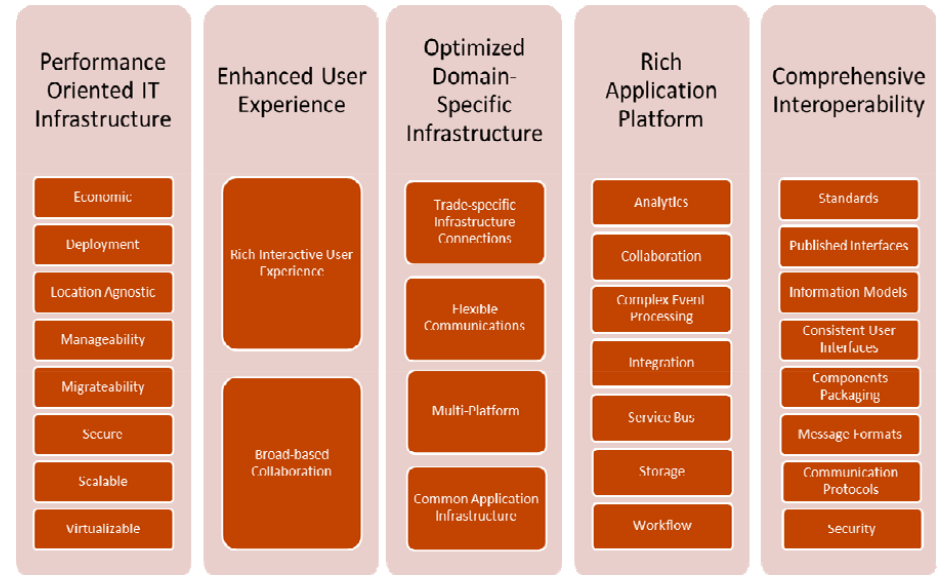 Performance
Oriented IT
Infrastructure
Economic
Deployment
Location Agnostic
Manageability
Migrateability
Secure
Scalable
Virtualizable
Enhanced User
Experience
Rich Interactive User
Experience
Broad-based
Collaboration
Optimized
Domain-
Specific
Infrastructure
Trade-specific
Infrastructure
Connections
Flexible
Communications
Multi-Platform
Common Application
Infrastructure
Rich
Application
Platform
Analytics
Collaboration
Complex Event
Processing
Integration
Service Bus
Storage
Workflow
Comprehensive
Interoperability
Standards
Published Interfaces
Information Models
Consistent User
Interfaces
Components
Packaging
Message Formats
Communication
Protocols
Security